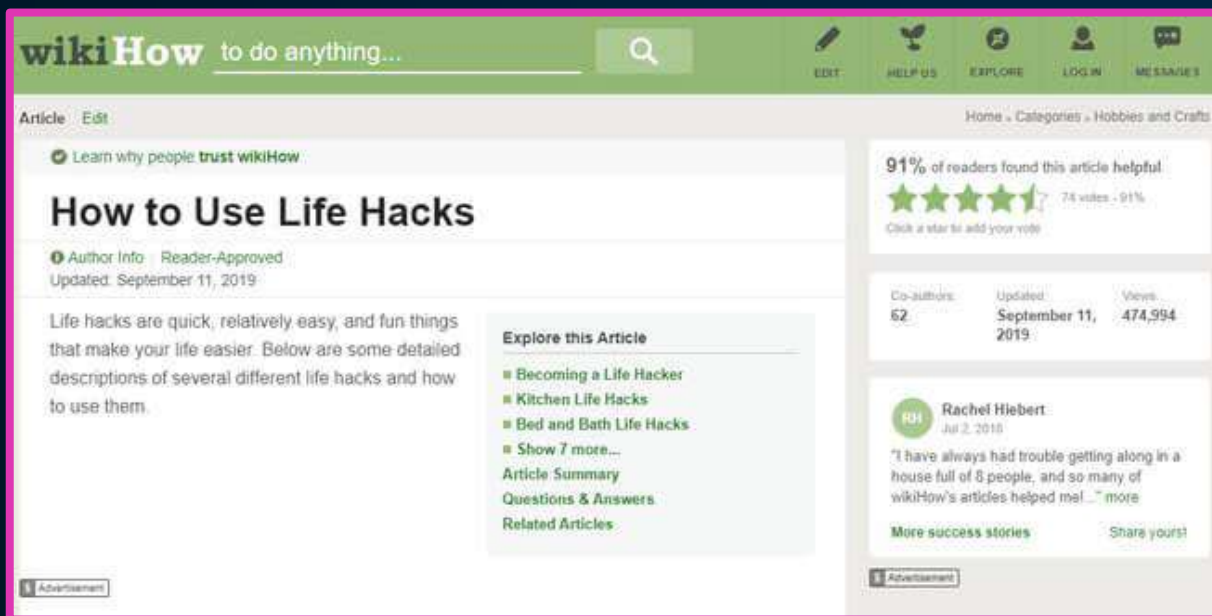 wikiHow to do anything...
EDIT
HELP US
EXPLORE
LOG IN
MESSAGES
Article Edit
Home » Categories » Hobbies and Crafts
Learn why people trust wikiHow
How to Use Life Hacks
Author Info Reader-Approved
Updated: September 11, 2019
Life hacks are quick, relatively easy, and fun things
that make your life easier. Below are some detailed
descriptions of several different life hacks and how
to use them.
Explore this Article
Becoming a Life Hacker
Kitchen Life Hacks
Bed and Bath Life Hacks
Show 7 more...
Article Summary
Questions & Answers
Related Articles
Advertisement
91% of readers found this article helpful.
74 votes - 91%
Click a star to add your vote
Co-authors: Updated: Views:
62 September 11, 474,994
2019
RH
Rachel Hiebert
Jul 2, 2016
"I have always had trouble getting along in a
house full of 8 people, and so many of
wikiHow's articles helped me! ..." more
More success stories Share yours!
Advertisement